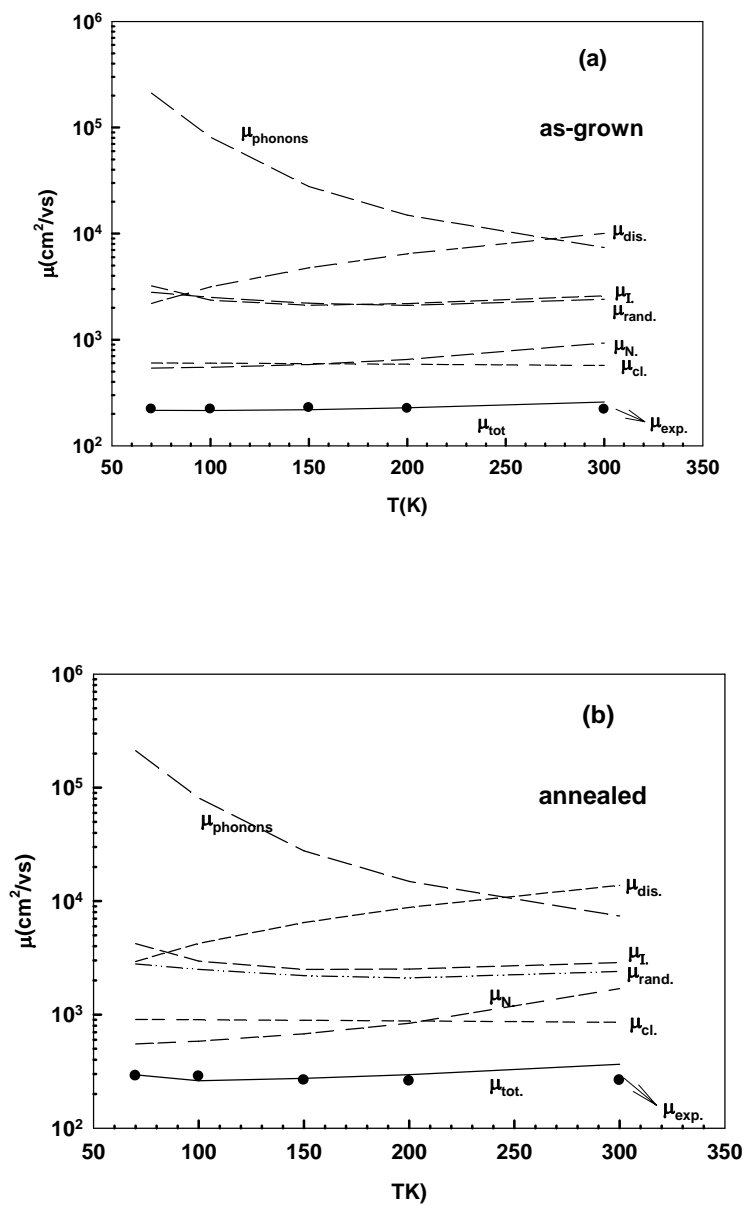 10⁶
(a)
μphonons
as-grown
10⁵
μ(cm²/vs)
10⁴
μdis.
μI.
μrand.
10³
μN.
μcl.
μtot
μexp.
10²
50 100 150 200 250 300 350
T(K)
10⁶
(b)
annealed
10⁵
μphonons
μ(cm²/vs)
10⁴
μdis.
μI.
μrand.
10³
μN
μcl.
μtot.
μexp.
10²
50 100 150 200 250 300 350
TK)